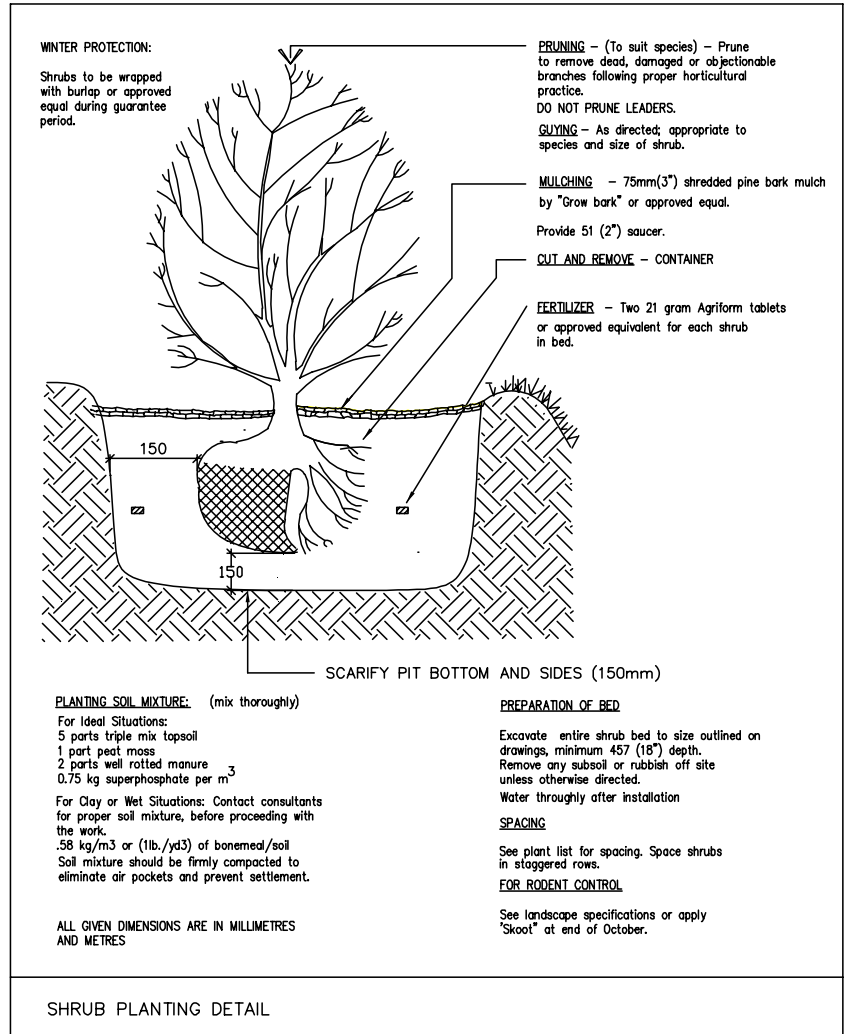 WINTER PROTECTION:
Shrubs to be wrapped
with burlap or approved
equal during guarantee
period.
PRUNING – (To suit species) – Prune
to remove dead, damaged or objectionable
branches following proper horticultural
practice.
DO NOT PRUNE LEADERS.
GUYING – As directed; appropriate to
species and size of shrub.
MULCHING – 75mm(3") shredded pine bark mulch
by "Grow bark" or approved equal.
Provide 51 (2") saucer.
CUT AND REMOVE – CONTAINER
FERTILIZER – Two 21 gram Agriform tablets
or approved equivalent for each shrub
in bed.
150
150
SCARIFY PIT BOTTOM AND SIDES (150mm)
PLANTING SOIL MIXTURE: (mix thoroughly)
For Ideal Situations:
5 parts triple mix topsoil
1 part peat moss
2 parts well rotted manure
0.75 kg superphosphate per m3
For Clay or Wet Situations: Contact consultants
for proper soil mixture, before proceeding with
the work.
.58 kg/m3 or (1lb./yd3) of bonemeal/soil
Soil mixture should be firmly compacted to
eliminate air pockets and prevent settlement.
ALL GIVEN DIMENSIONS ARE IN MILLIMETRES
AND METRES
PREPARATION OF BED
Excavate entire shrub bed to size outlined on
drawings, minimum 457 (18") depth.
Remove any subsoil or rubbish off site
unless otherwise directed.
Water throughly after installation
SPACING
See plant list for spacing. Space shrubs
in staggered rows.
FOR RODENT CONTROL
See landscape specifications or apply
'Skoot" at end of October.
SHRUB PLANTING DETAIL